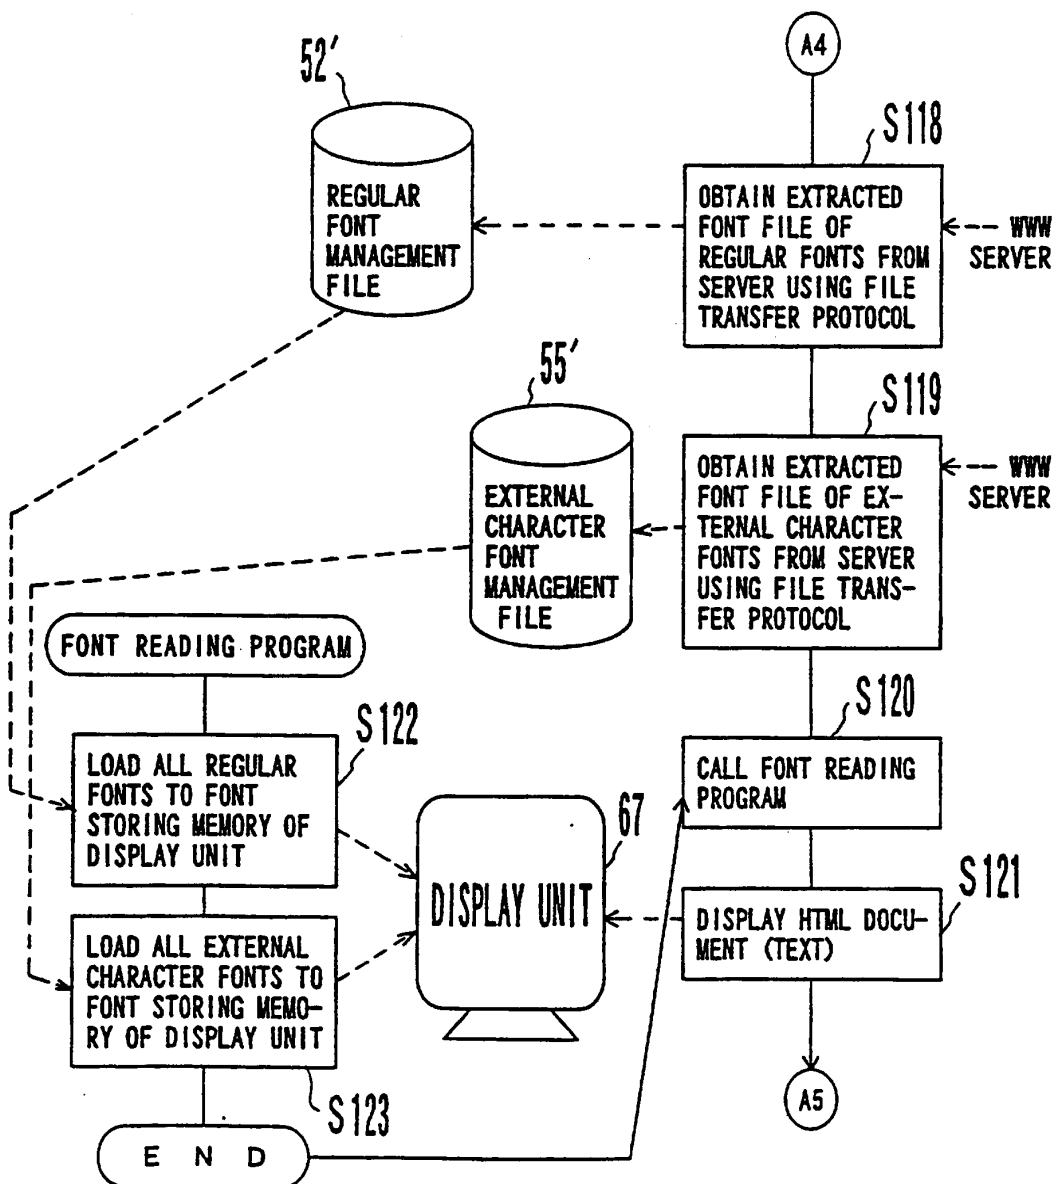 A4
S118
OBTAIN EXTRACTED
FONT FILE OF
REGULAR FONTS FROM
SERVER USING FILE
TRANSFER PROTOCOL
WWW
SERVER
52′
REGULAR
FONT
MANAGEMENT
FILE
S119
OBTAIN EXTRACTED
FONT FILE OF EX-
TERNAL CHARACTER
FONTS FROM SERVER
USING FILE TRANS-
FER PROTOCOL
WWW
SERVER
55′
EXTERNAL
CHARACTER
FONT
MANAGEMENT
FILE
S120
CALL FONT READING
PROGRAM
S121
DISPLAY HTML DOCU-
MENT (TEXT)
A5
FONT READING PROGRAM
S122
LOAD ALL REGULAR
FONTS TO FONT
STORING MEMORY OF
DISPLAY UNIT
67
DISPLAY UNIT
LOAD ALL EXTERNAL
CHARACTER FONTS TO
FONT STORING MEMO-
RY OF DISPLAY UNIT
S123
E N D